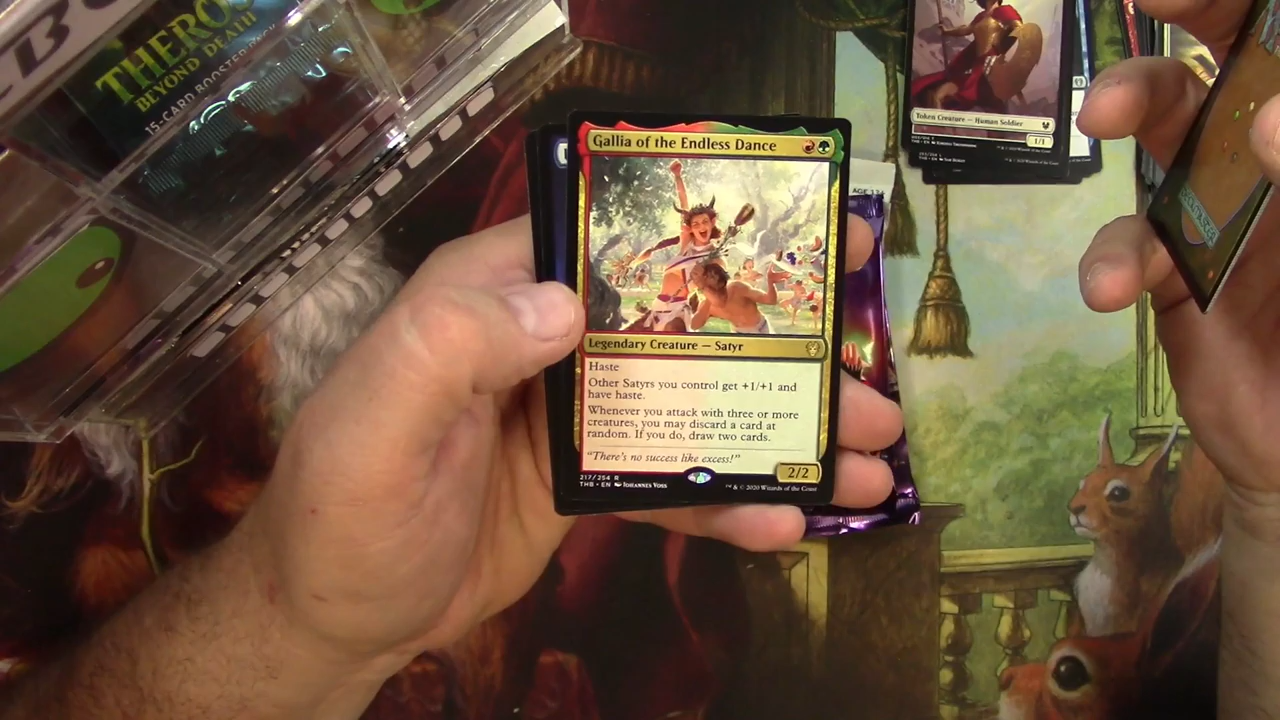 THEROS
BEYOND DEATH
15-CARD BOOSTER PACK
Token Creature — Human Soldier
1/1
AGE 13+
Gallia of the Endless Dance
Legendary Creature — Satyr
Haste
Other Satyrs you control get +1/+1 and
have haste.
Whenever you attack with three or more
creatures, you may discard a card at
random. If you do, draw two cards.
"There's no success like excess!"
2/2
217/254 R
THB • EN JOHANNES VOSS
™ & © 2020 Wizards of the Coast